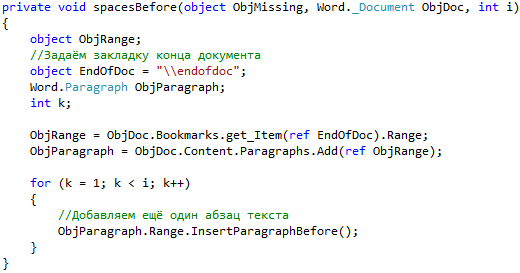 private void spacesBefore(object ObjMissing, Word._Document ObjDoc, int i)
{
    object ObjRange;
    //Задаём закладку конца документа
    object EndOfDoc = "\\endofdoc";
    Word.Paragraph ObjParagraph;
    int k;

    ObjRange = ObjDoc.Bookmarks.get_Item(ref EndOfDoc).Range;
    ObjParagraph = ObjDoc.Content.Paragraphs.Add(ref ObjRange);

    for (k = 1; k < i; k++)
    {
        //Добавляем ещё один абзац текста
        ObjParagraph.Range.InsertParagraphBefore();
    }
}